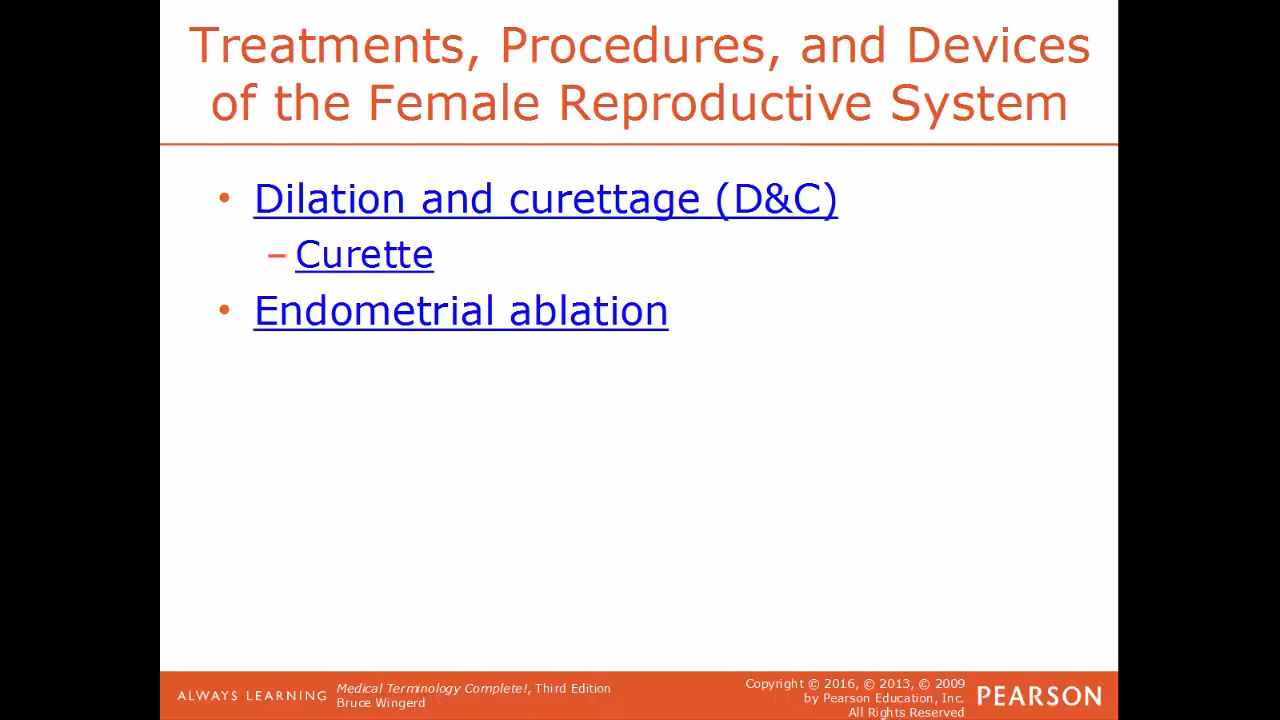 Treatments, Procedures, and Devices
of the Female Reproductive System
• Dilation and curettage (D&C)
– Curette
• Endometrial ablation
ALWAYS LEARNING
Medical Terminology Complete!, Third Edition
Bruce Wingerd
Copyright © 2016, © 2013, © 2009
by Pearson Education, Inc.
All Rights Reserved
PEARSON